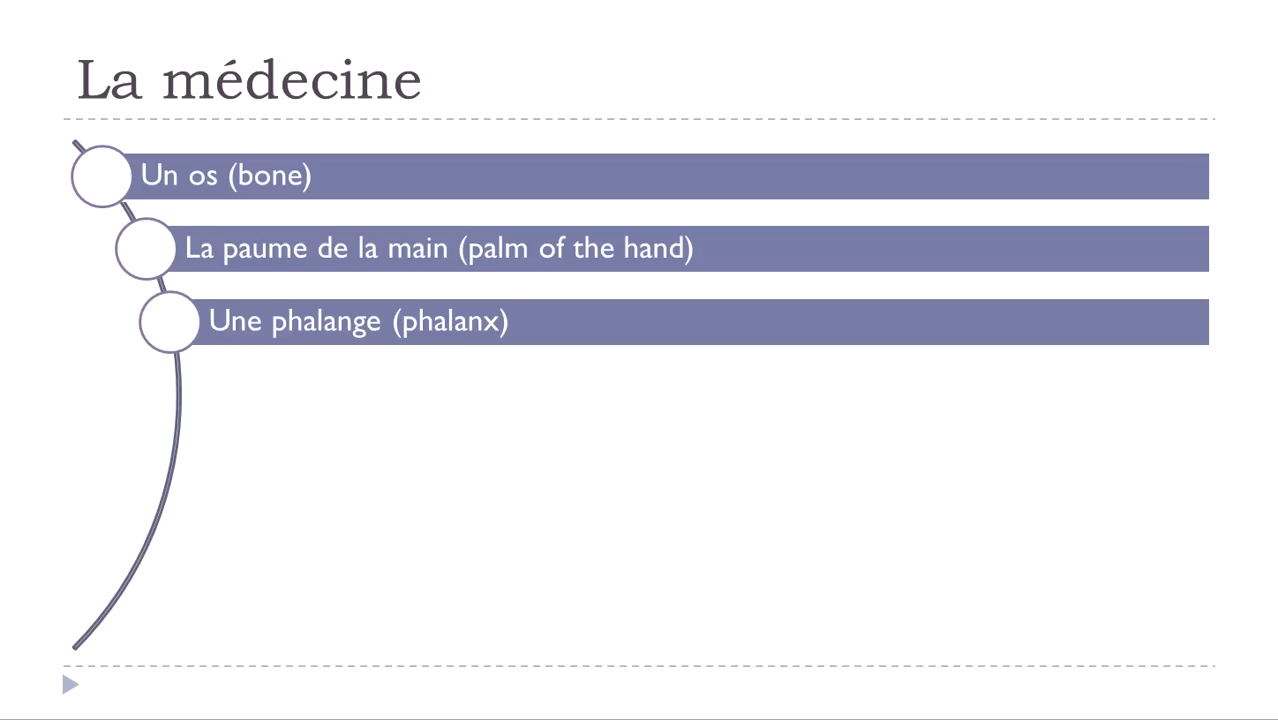 La médecine
Un os (bone)
La paume de la main (palm of the hand)
Une phalange (phalanx)